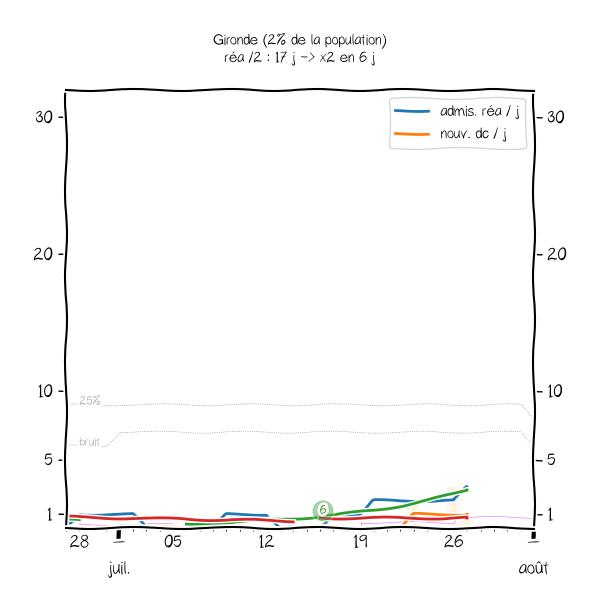 Gironde (2% de la population)
réa /2 : 17 j -> x2 en 6 j
admis. réa / j
nouv. dc / j
30
30
20
20
25%
10
10
bruit
5
5
6
1
1
28
05
12
19
26
juil.
août